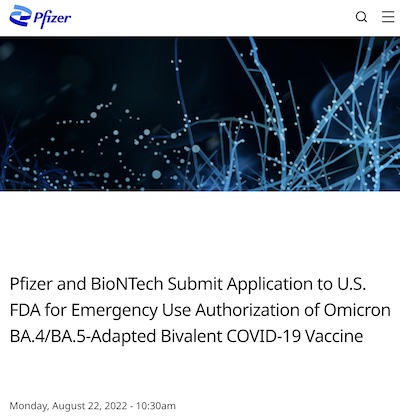 Pfizer
Pfizer and BioNTech Submit Application to U.S.
FDA for Emergency Use Authorization of Omicron
BA.4/BA.5-Adapted Bivalent COVID-19 Vaccine
Monday, August 22, 2022 - 10:30am